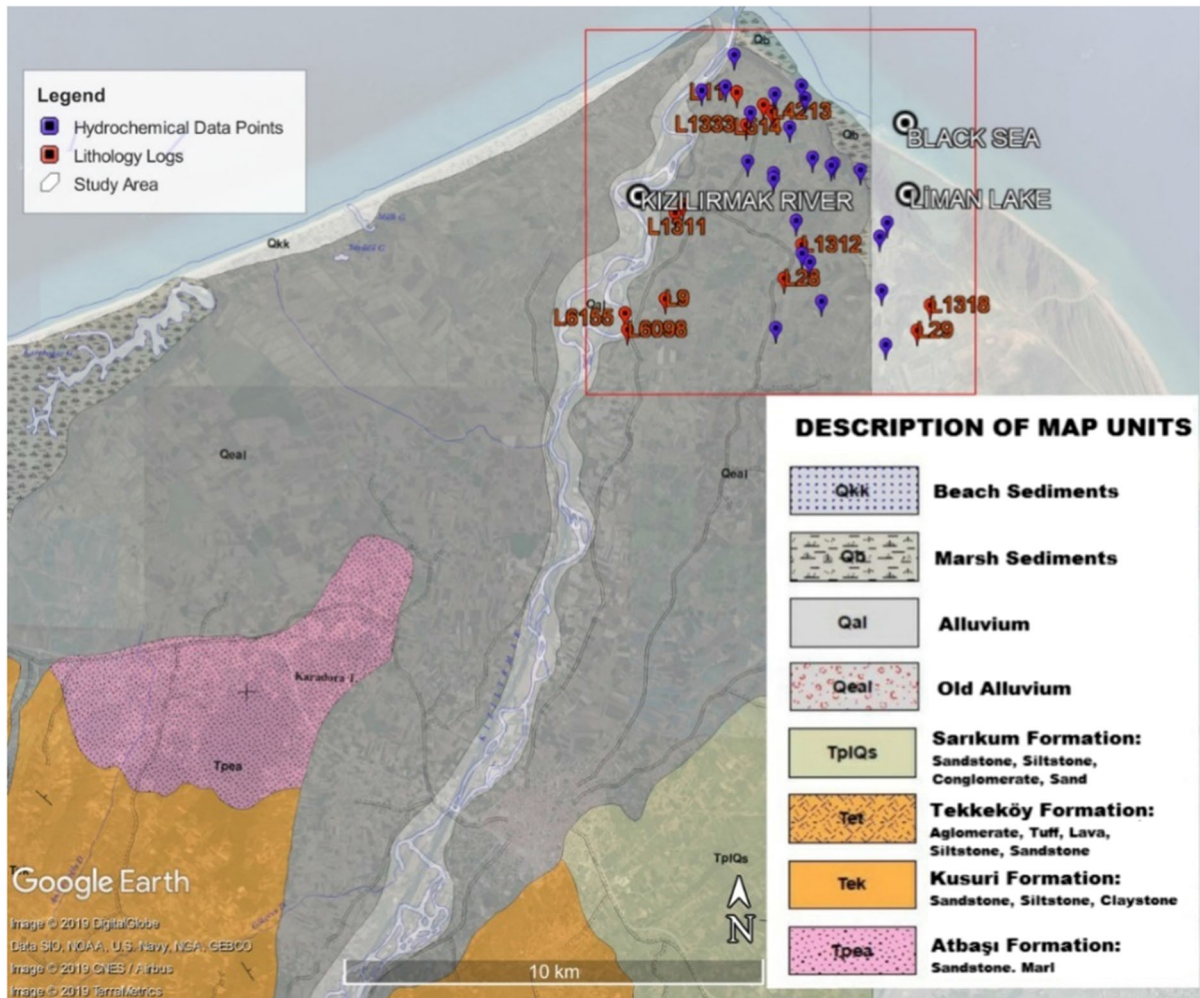 Qb
Legend
Hydrochemical Data Points
Lithology Logs
Study Area
L11
L4213
L1333
L614
Qb
BLACK SEA
KIZILIRMAK RIVER
LİMAN LAKE
L1311
Qkk
L1312
L28
L9
Qal
L6155
L6098
L1318
L29
Qeal
Qeal
DESCRIPTION OF MAP UNITS
Qkk
Beach Sediments
Qb
Marsh Sediments
Qal
Alluvium
Qeal
Old Alluvium
TplQs
Sarıkum Formation:
Sandstone, Siltstone,
Conglomerate, Sand
Tet
Tekkeköy Formation:
Aglomerate, Tuff, Lava,
Siltstone, Sandstone
Tek
Kusuri Formation:
Sandstone, Siltstone, Claystone
Tpea
Atbaşı Formation:
Sandstone. Marl
Karadora T.
Tpea
TplQs
N
10 km
Google Earth
Image © 2019 DigitalGlobe
Data SIO, NOAA, U.S. Navy, NGA, GEBCO
Image © 2019 CNES / Airbus
Image © 2019 TerraMetrics